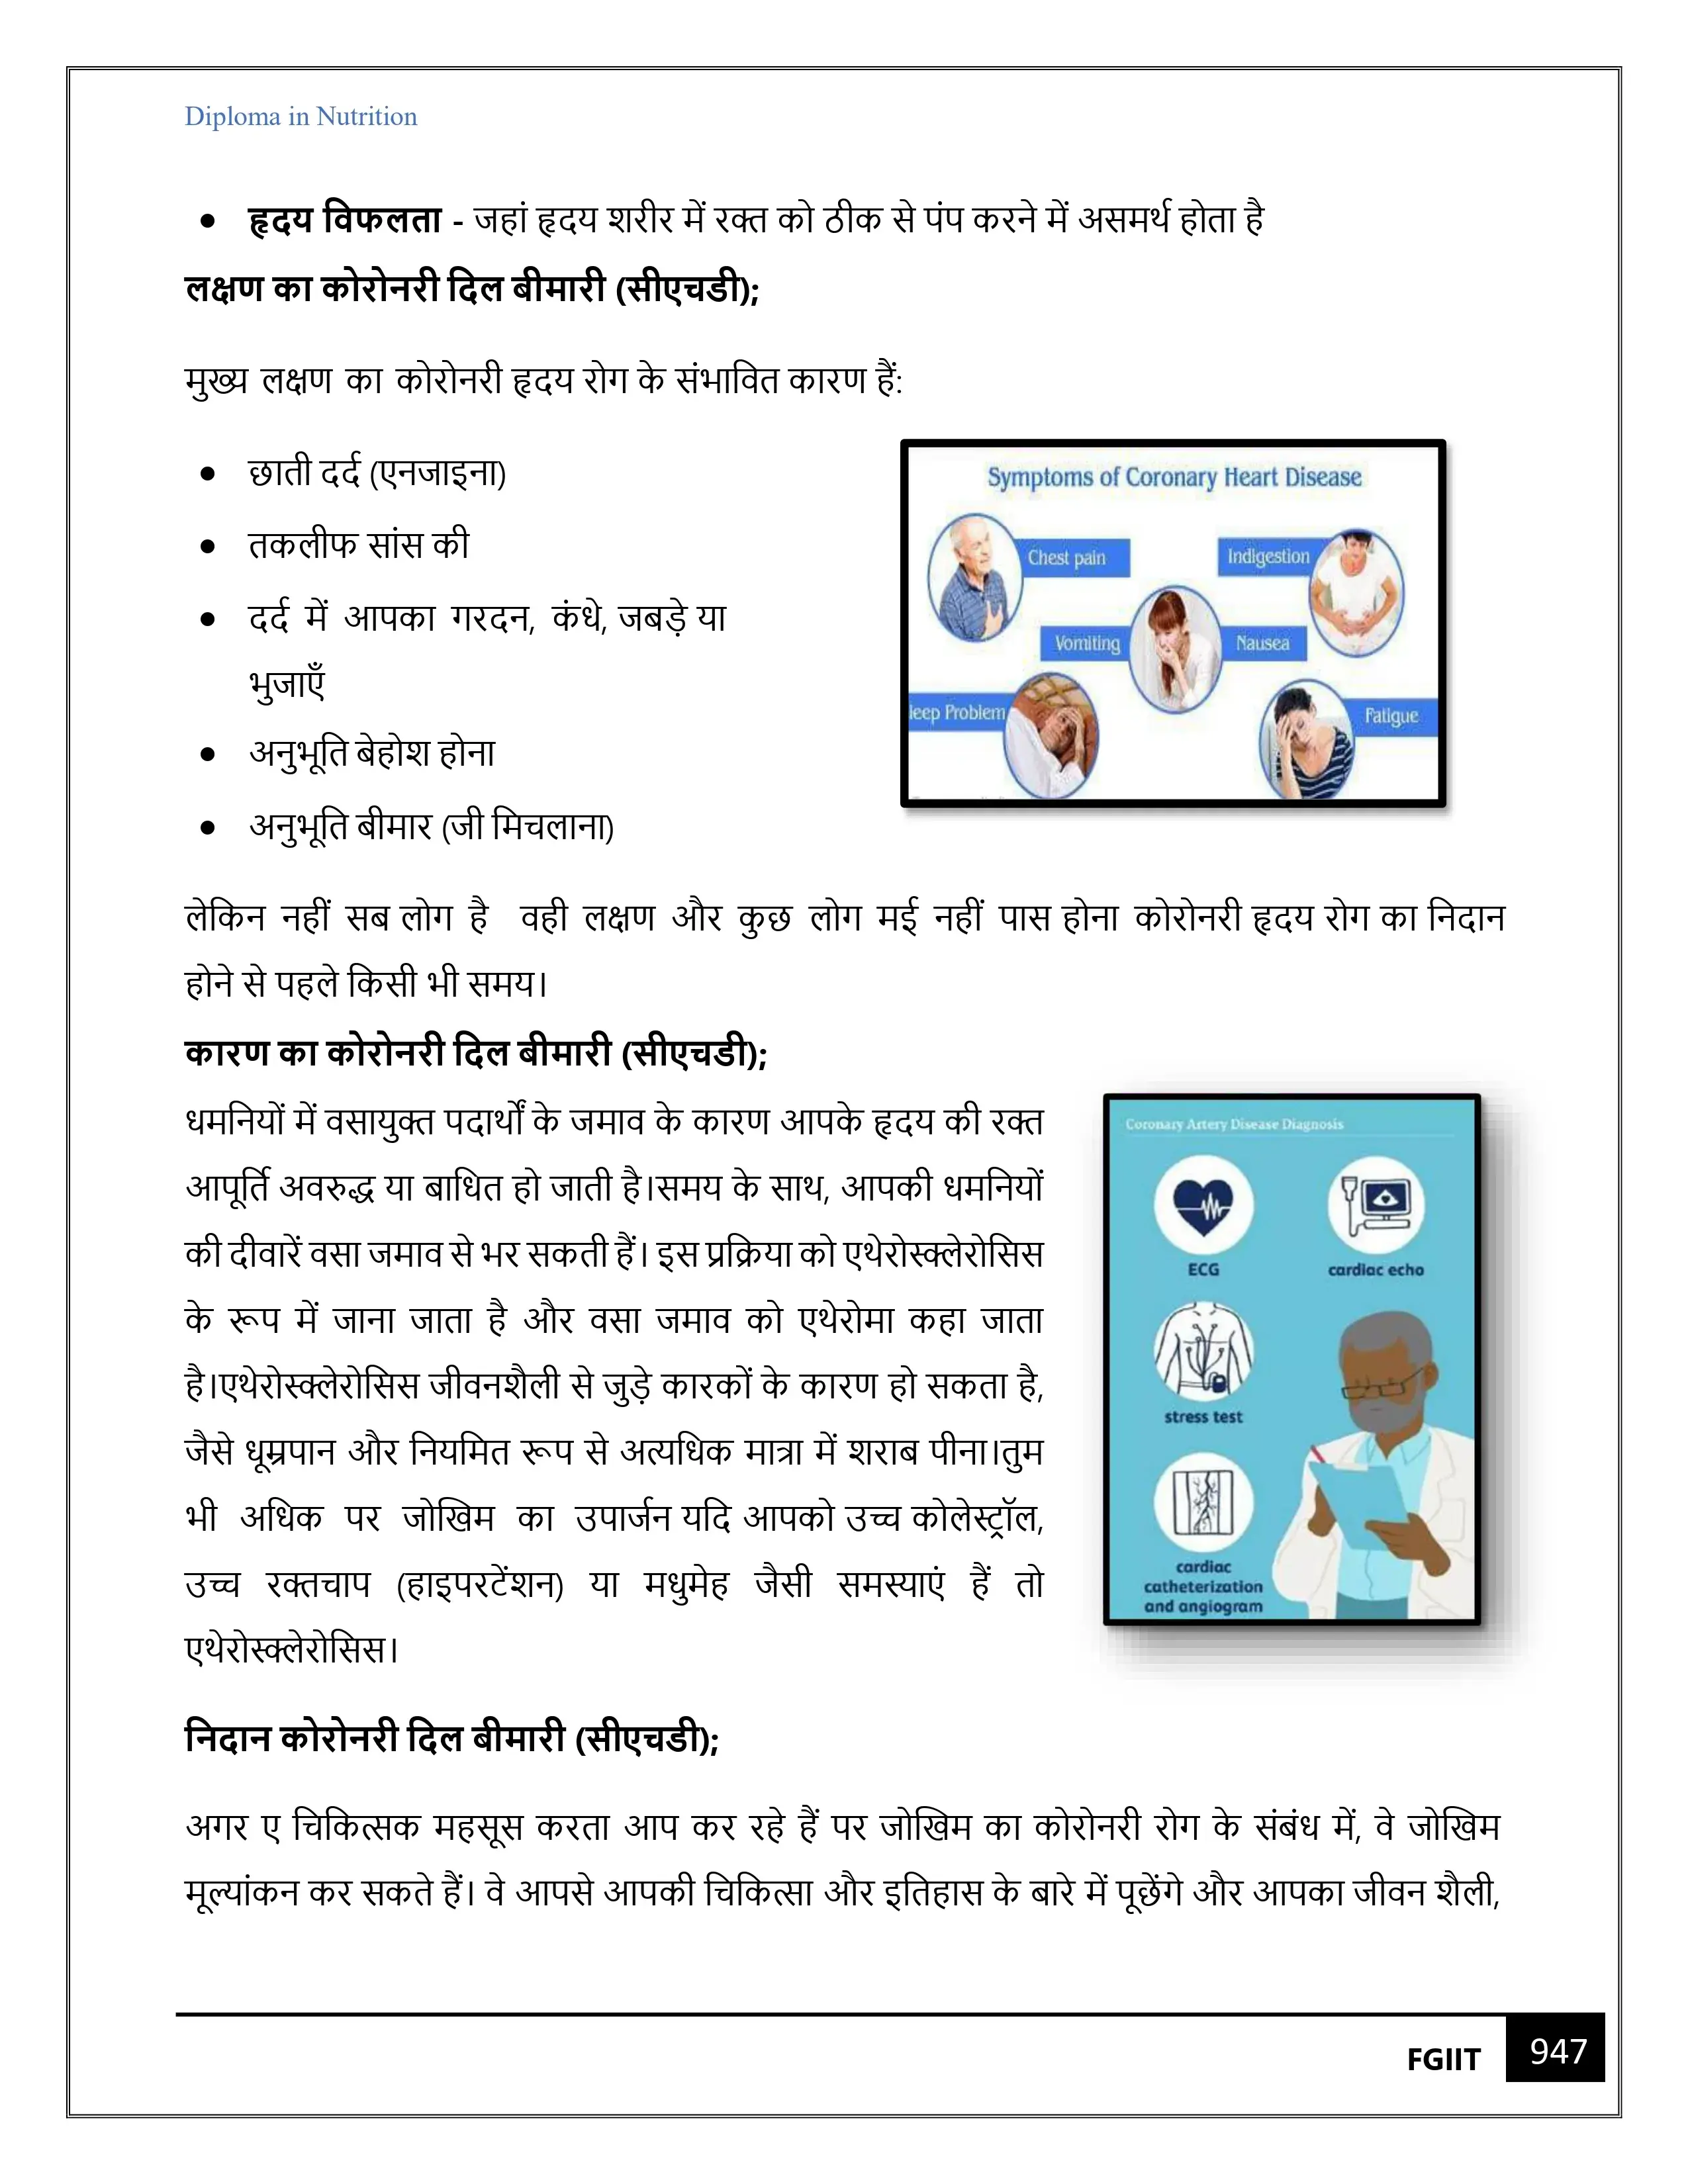 Diploma in Nutrition
• हृदय विफलता - जहां हृदय शरीर में रक्त को ठीक से पंप करने में असमर्थ होता है
लक्षण का कोरोनरी दिल बीमारी (सीएचडी);
मुख्य लक्षण का कोरोनरी हृदय रोग के संभावित कारण हैं:
• छाती दर्द (एनजाइना)
• तकलीफ सांस की
• दर्द में आपका गरदन, कंधे, जबड़े या
भुजाएँ
• अनुभूति बेहोश होना
• अनुभूति बीमार (जी मिचलाना)
Symptoms of Coronary Heart Disease
Chest pain
Indigestion
Vomiting
Nausea
leep Problem
Fatigue
लेकिन नहीं सब लोग है वही लक्षण और कुछ लोग मई नहीं पास होना कोरोनरी हृदय रोग का निदान
होने से पहले किसी भी समय।
कारण का कोरोनरी दिल बीमारी (सीएचडी);
धमनियों में वसायुक्त पदार्थों के जमाव के कारण आपके हृदय की रक्त
आपूर्ति अवरुद्ध या बाधित हो जाती है।समय के साथ, आपकी धमनियों
की दीवारें वसा जमाव से भर सकती हैं। इस प्रक्रिया को एथेरोस्क्लेरोसिस
के रूप में जाना जाता है और वसा जमाव को एथेरोमा कहा जाता
है।एथेरोस्क्लेरोसिस जीवनशैली से जुड़े कारकों के कारण हो सकता है,
जैसे धूम्रपान और नियमित रूप से अत्यधिक मात्रा में शराब पीना।तुम
भी अधिक पर जोखिम का उपार्जन यदि आपको उच्च कोलेस्ट्रॉल,
उच्च रक्तचाप (हाइपरटेंशन) या मधुमेह जैसी समस्याएं हैं तो
एथेरोस्क्लेरोसिस।
Coronary Artery Disease Diagnosis
ECG
cardiac echo
stress test
cardiac
catheterization
and angiogram
निदान कोरोनरी दिल बीमारी (सीएचडी);
अगर ए चिकित्सक महसूस करता आप कर रहे हैं पर जोखिम का कोरोनरी रोग के संबंध में, वे जोखिम
मूल्यांकन कर सकते हैं। वे आपसे आपकी चिकित्सा और इतिहास के बारे में पूछेंगे और आपका जीवन शैली,
FGIIT 947